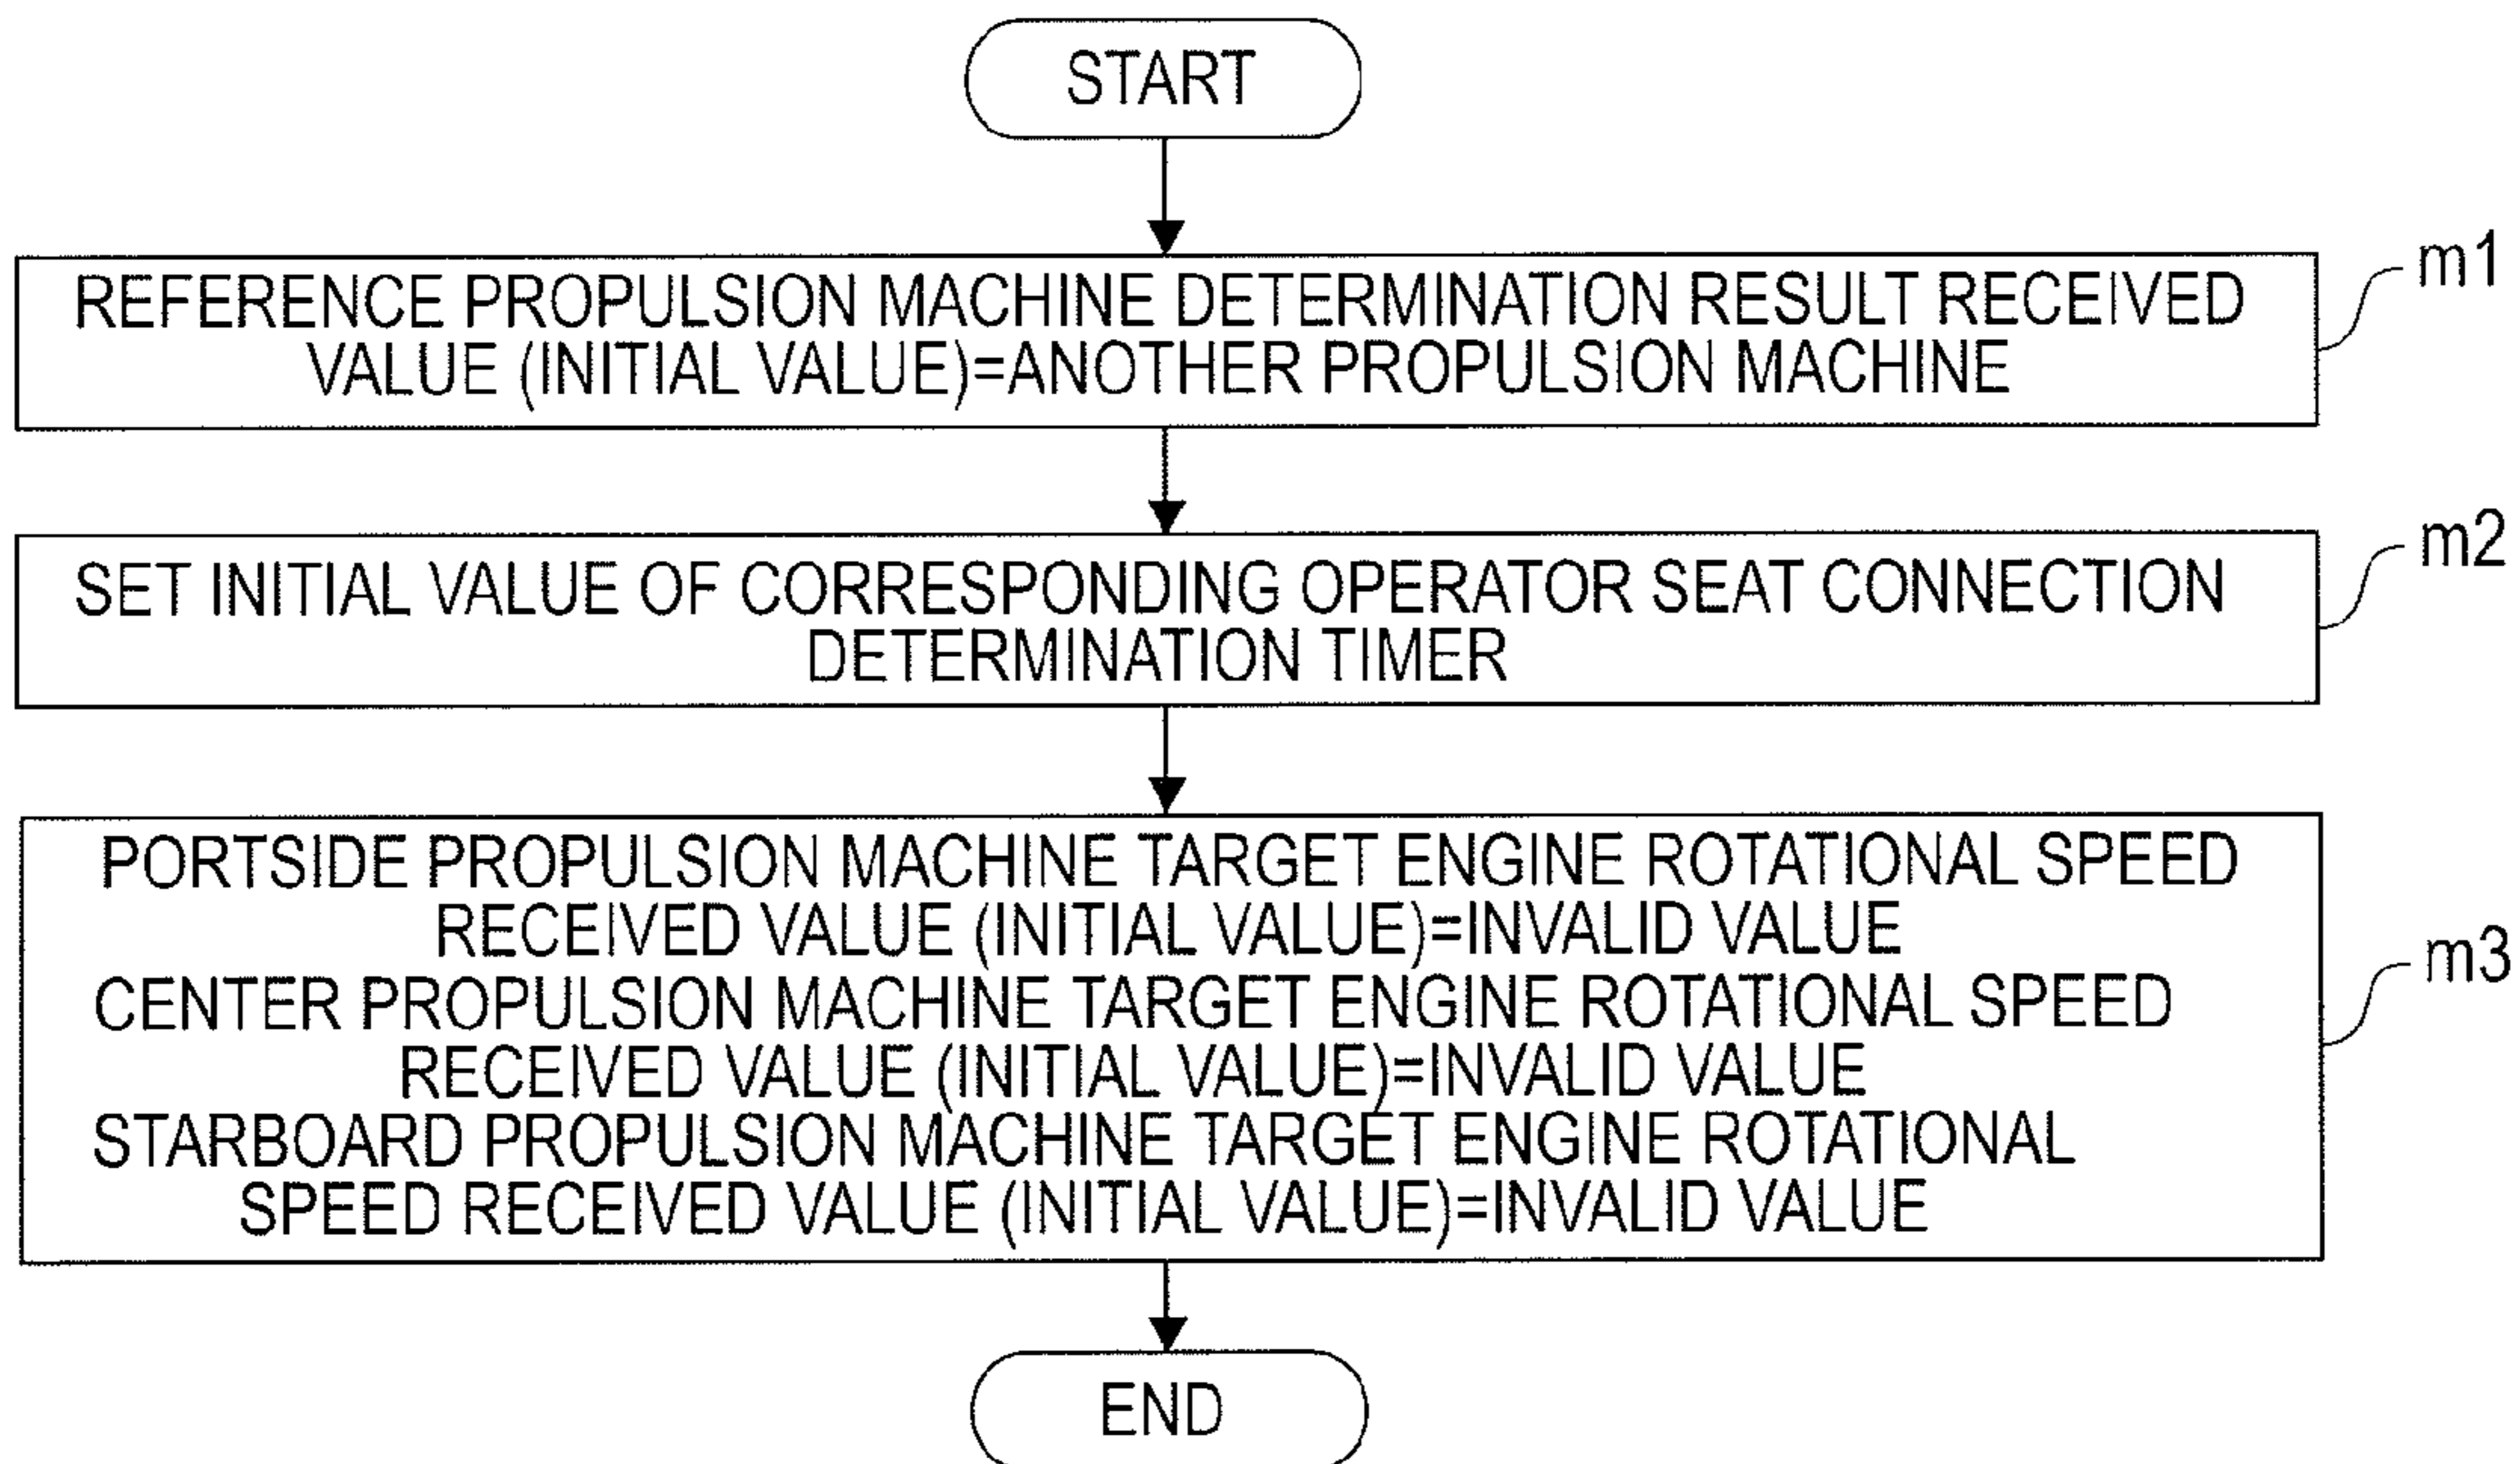 START
REFERENCE PROPULSION MACHINE DETERMINATION RESULT RECEIVED
VALUE (INITIAL VALUE)=ANOTHER PROPULSION MACHINE
m1
SET INITIAL VALUE OF CORRESPONDING OPERATOR SEAT CONNECTION
DETERMINATION TIMER
m2
PORTSIDE PROPULSION MACHINE TARGET ENGINE ROTATIONAL SPEED
RECEIVED VALUE (INITIAL VALUE)=INVALID VALUE
CENTER PROPULSION MACHINE TARGET ENGINE ROTATIONAL SPEED
RECEIVED VALUE (INITIAL VALUE)=INVALID VALUE
STARBOARD PROPULSION MACHINE TARGET ENGINE ROTATIONAL
SPEED RECEIVED VALUE (INITIAL VALUE)=INVALID VALUE
m3
END